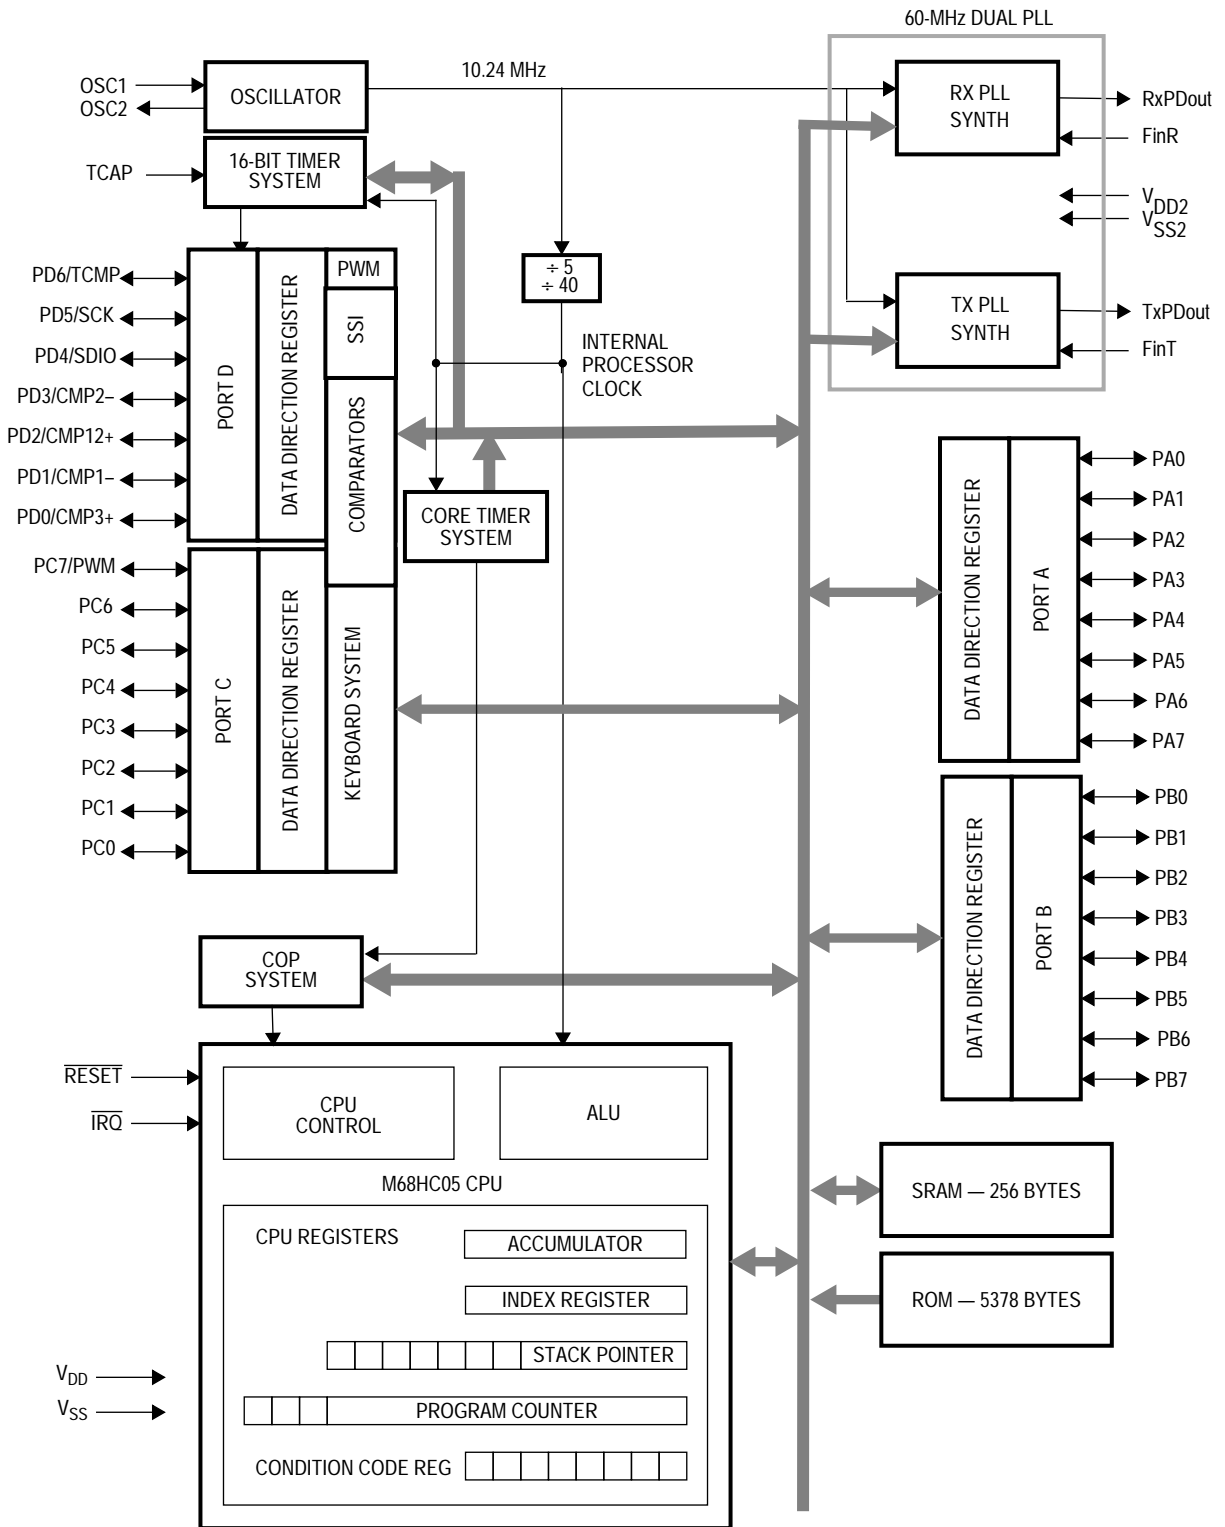 60-MHz DUAL PLL
OSC1
OSC2
OSCILLATOR
10.24 MHz
RX PLL
SYNTH
RxPDout
FinR
TCAP
16-BIT TIMER
SYSTEM
VDD2
VSS2
÷ 5
÷ 40
TX PLL
SYNTH
TxPDout
FinT
INTERNAL
PROCESSOR
CLOCK
PD6/TCMP
PD5/SCK
PD4/SDIO
PD3/CMP2–
PD2/CMP12+
PD1/CMP1–
PD0/CMP3+
PORT D
DATA DIRECTION REGISTER
PWM
SSI
COMPARATORS
CORE TIMER
SYSTEM
PC7/PWM
PC6
PC5
PC4
PC3
PC2
PC1
PC0
PORT C
DATA DIRECTION REGISTER
KEYBOARD SYSTEM
DATA DIRECTION REGISTER
PORT A
PA0
PA1
PA2
PA3
PA4
PA5
PA6
PA7
DATA DIRECTION REGISTER
PORT B
PB0
PB1
PB2
PB3
PB4
PB5
PB6
PB7
COP
SYSTEM
RESET
IRQ
CPU
CONTROL
ALU
M68HC05 CPU
CPU REGISTERS
ACCUMULATOR
INDEX REGISTER
STACK POINTER
PROGRAM COUNTER
CONDITION CODE REG
VDD
VSS
SRAM — 256 BYTES
ROM — 5378 BYTES